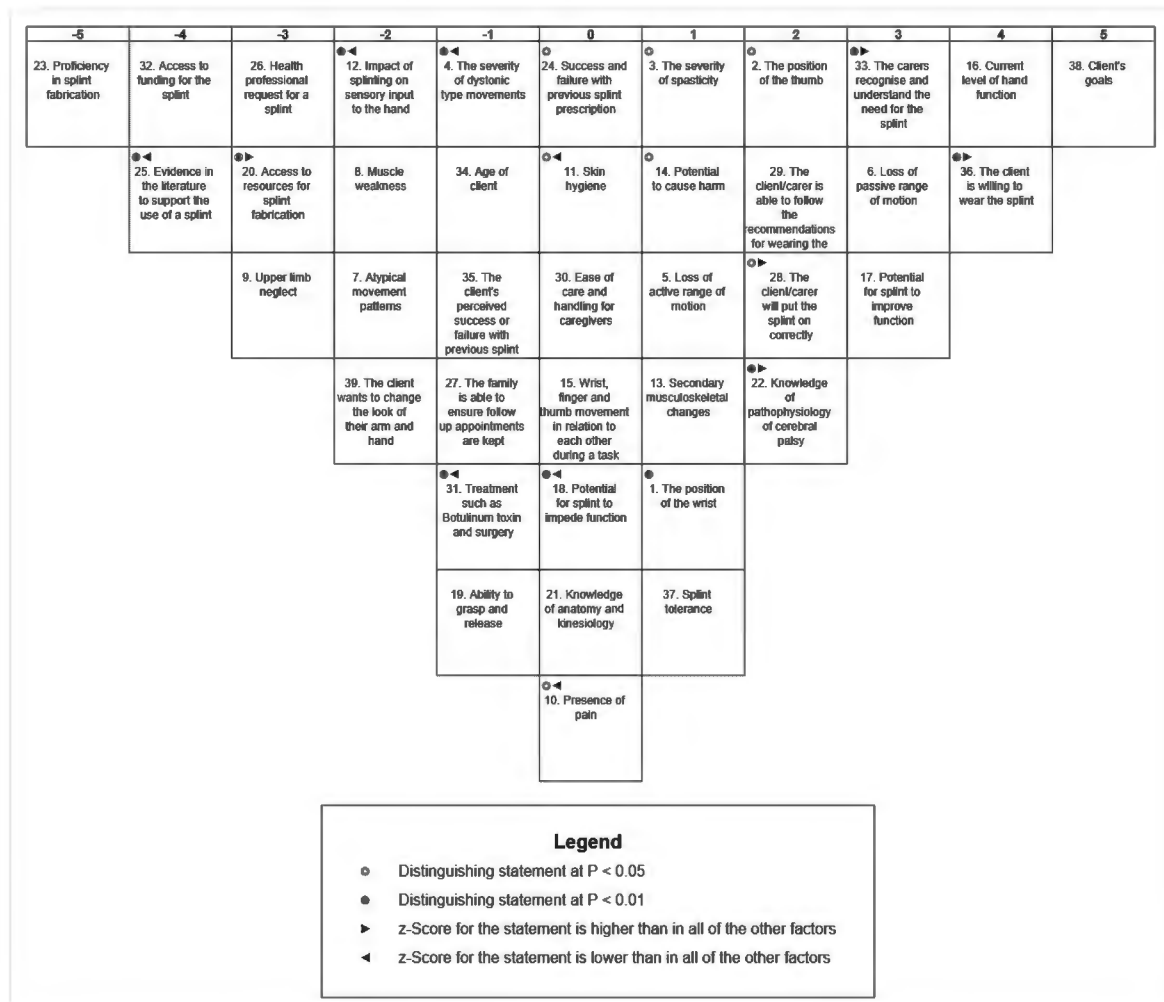 -5 -4 -3 -2 -1 0 1 2 3 4 5
23. Proficiency
in splint
fabrication
32. Access to
funding for the
splint
26. Health
professional
request for a
splint
●◄
12. Impact of
splinting on
sensory input
to the hand
●◄
4. The severity
of dystonic
type movements
○
24. Success and
failure with
previous splint
prescription
○
3. The severity
of spasticity
○
2. The position
of the thumb
●►
33. The carers
recognise and
understand the
need for the
splint
16. Current
level of hand
function
38. Client's
goals
●◄
25. Evidence in
the literature
to support the
use of a splint
●►
20. Access to
resources for
splint
fabrication
8. Muscle
weakness
34. Age of
client
○◄
11. Skin
hygiene
○
14. Potential
to cause harm
29. The
client/carer is
able to follow
the
recommendations
for wearing the
6. Loss of
passive range
of motion
●►
36. The client
is willing to
wear the splint
9. Upper limb
neglect
7. Atypical
movement
patterns
35. The
client's
perceived
success or
failure with
previous splint
30. Ease of
care and
handling for
caregivers
5. Loss of
active range of
motion
○►
28. The
client/carer
will put the
splint on
correctly
17. Potential
for splint to
improve
function
39. The client
wants to change
the look of
their arm and
hand
27. The family
is able to
ensure follow
up appointments
are kept
15. Wrist,
finger and
thumb movement
in relation to
each other
during a task
13. Secondary
musculoskeletal
changes
●►
22. Knowledge
of
pathophysiology
of cerebral
palsy
●◄
31. Treatment
such as
Botulinum toxin
and surgery
●◄
18. Potential
for splint to
impede function
●
1. The position
of the wrist
19. Ability to
grasp and
release
21. Knowledge
of anatomy and
kinesiology
37. Splint
tolerance
○◄
10. Presence of
pain
Legend
○ Distinguishing statement at P < 0.05
● Distinguishing statement at P < 0.01
► z-Score for the statement is higher than in all of the other factors
◄ z-Score for the statement is lower than in all of the other factors